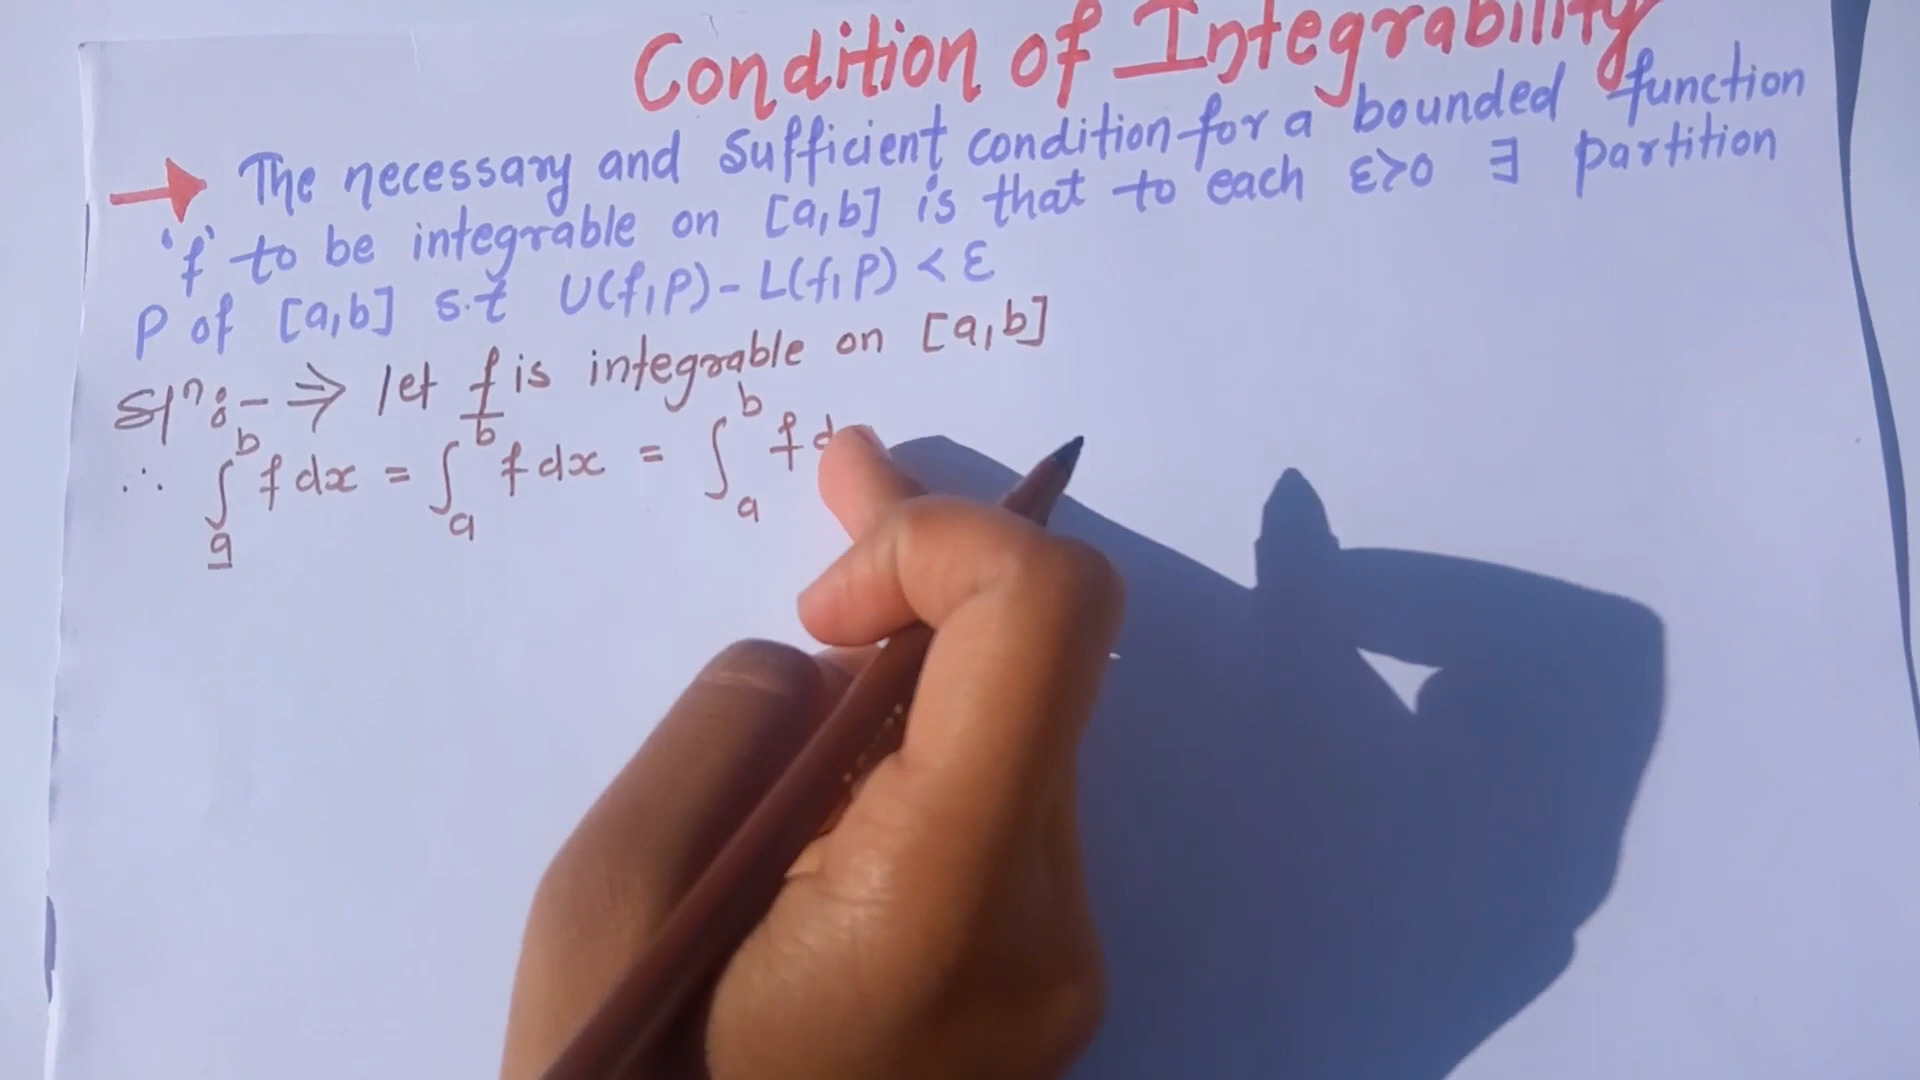 Condition of Integrability
→ The necessary and sufficient condition for a bounded function
'f' to be integrable on [a,b] is that to each ε>0 ∃ partition
P of [a,b] s.t U(f,P)-L(f,P) < ε
Slⁿ:- ⇒ let f is integrable on [a,b]
∴ ∫_a̲^b f dx = ∫_a^b̅ f dx = ∫_a^b f d